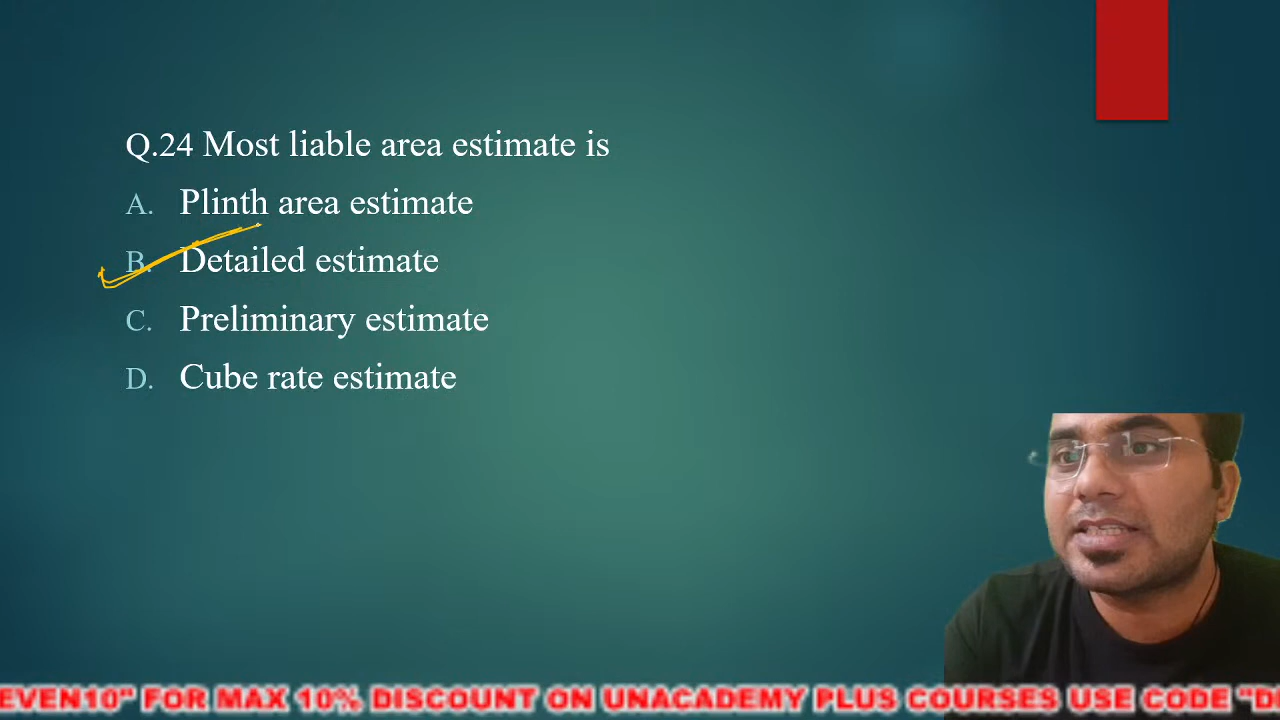 Q.24 Most liable area estimate is
A. Plinth area estimate
B. Detailed estimate
C. Preliminary estimate
D. Cube rate estimate
EVEN10" FOR MAX 10% DISCOUNT ON UNACADEMY PLUS COURSES USE CODE "D